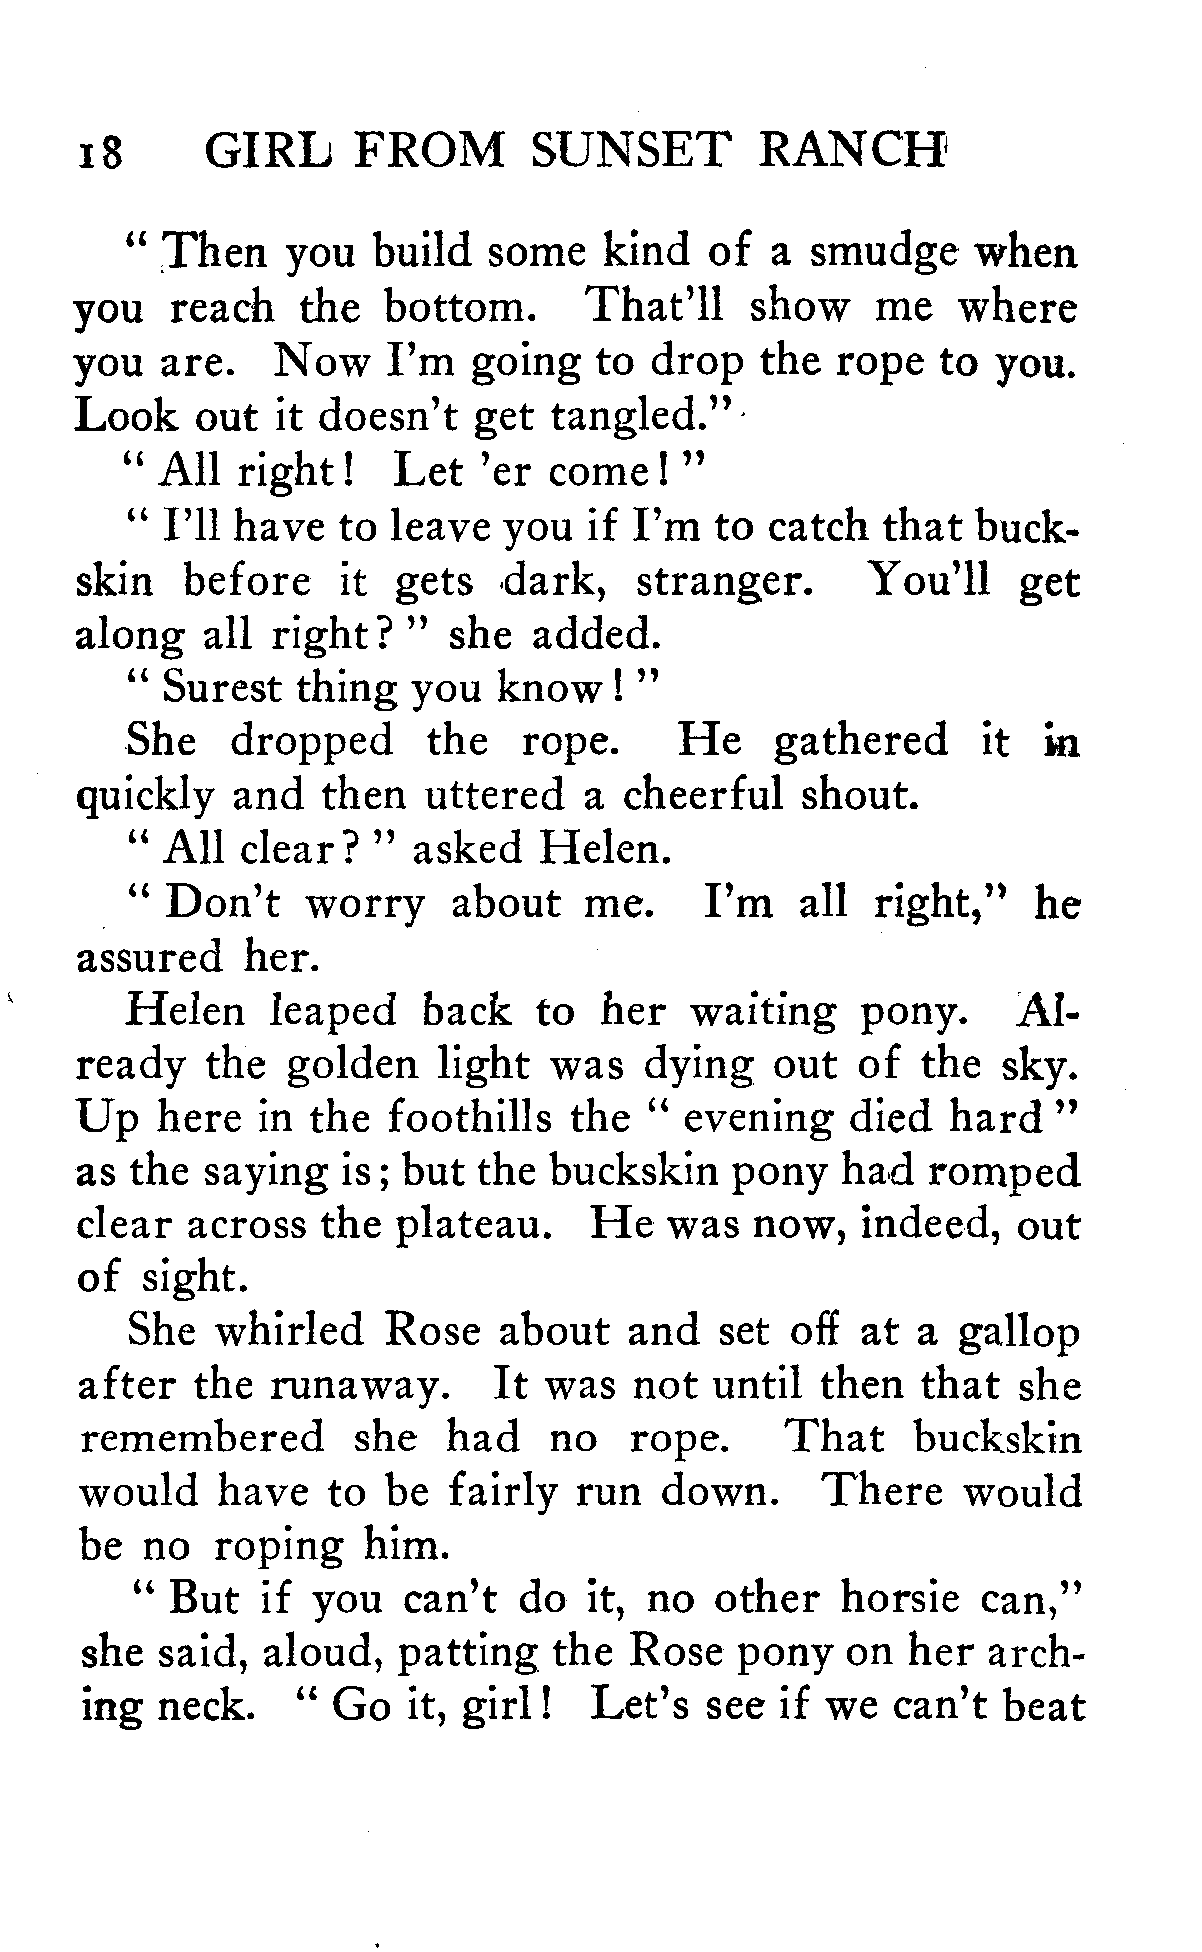 18 GIRL FROM SUNSET RANCH
“ Then you build some kind of a smudge when
you reach the bottom. That’ll show me where
you are. Now I’m going to drop the rope to you.
Look out it doesn’t get tangled.”
“ All right! Let ’er come! ”
“ I’ll have to leave you if I’m to catch that buck-
skin before it gets dark, stranger. You’ll get
along all right? ” she added.
“ Surest thing you know! ”
She dropped the rope. He gathered it in
quickly and then uttered a cheerful shout.
“ All clear? ” asked Helen.
“ Don’t worry about me. I’m all right,” he
assured her.
Helen leaped back to her waiting pony. Al-
ready the golden light was dying out of the sky.
Up here in the foothills the “ evening died hard ”
as the saying is; but the buckskin pony had romped
clear across the plateau. He was now, indeed, out
of sight.
She whirled Rose about and set off at a gallop
after the runaway. It was not until then that she
remembered she had no rope. That buckskin
would have to be fairly run down. There would
be no roping him.
“ But if you can’t do it, no other horsie can,”
she said, aloud, patting the Rose pony on her arch-
ing neck. “ Go it, girl! Let’s see if we can’t beat